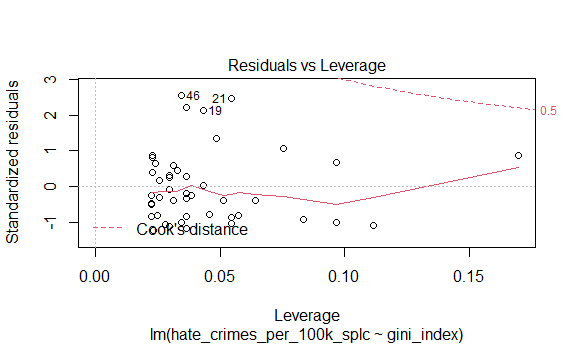 Residuals vs Leverage
Standardized residuals
3
2
1
0
-1
46
21
19
0.5
Cook's distance
0.00
0.05
0.10
0.15
Leverage
lm(hate_crimes_per_100k_splc ~ gini_index)